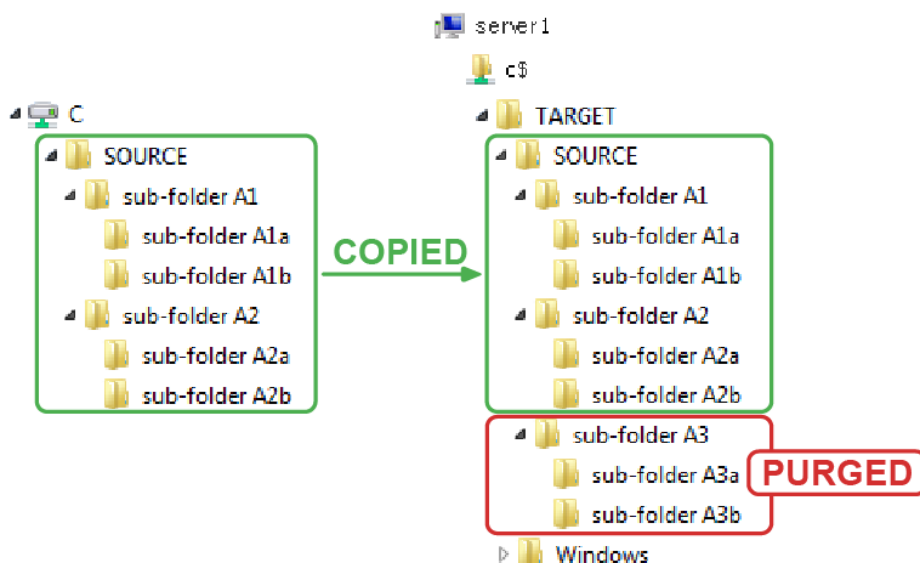 server1
c$
C
SOURCE
sub-folder A1
sub-folder A1a
sub-folder A1b
sub-folder A2
sub-folder A2a
sub-folder A2b
COPIED
TARGET
SOURCE
sub-folder A1
sub-folder A1a
sub-folder A1b
sub-folder A2
sub-folder A2a
sub-folder A2b
sub-folder A3
sub-folder A3a
sub-folder A3b
PURGED
Windows